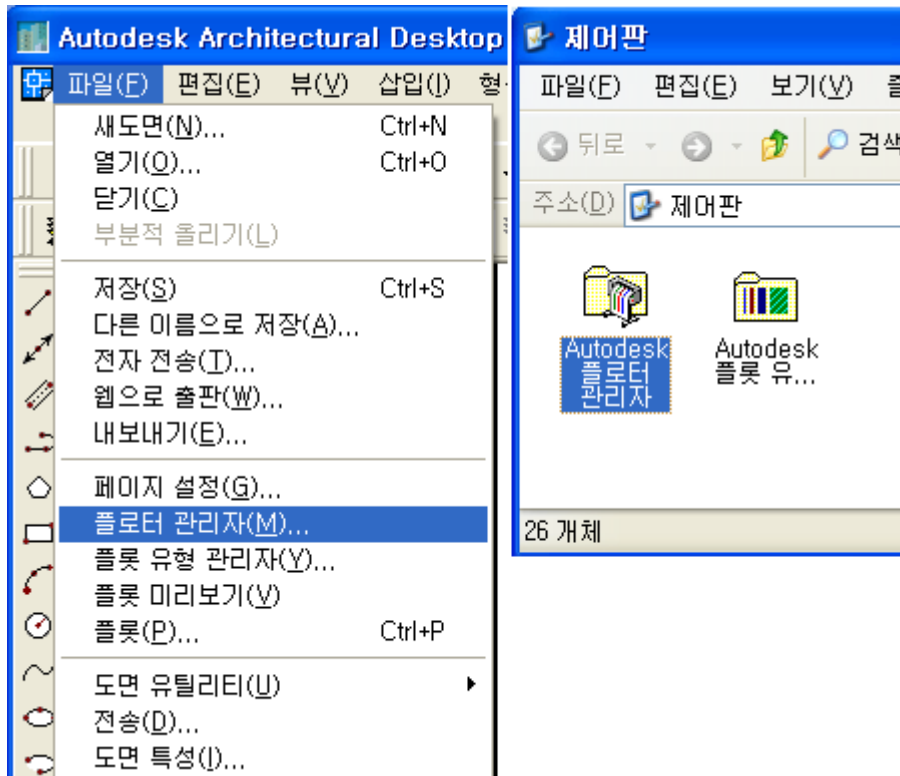 Autodesk Architectural Desktop
파일(F) 편집(E) 뷰(V) 삽입(I) 형
새도면(N)... Ctrl+N
열기(O)... Ctrl+O
닫기(C)
부분적 올리기(L)
저장(S) Ctrl+S
다른 이름으로 저장(A)...
전자 전송(T)...
웹으로 출판(W)...
내보내기(E)...
페이지 설정(G)...
플로터 관리자(M)...
플롯 유형 관리자(Y)...
플롯 미리보기(V)
플롯(P)... Ctrl+P
도면 유틸리티(U)
전송(D)...
도면 특성(I)...
제어판
파일(F) 편집(E) 보기(V) 즐
뒤로 검색
주소(D) 제어판
Autodesk
플로터
관리자
Autodesk
플롯 유...
26 개체